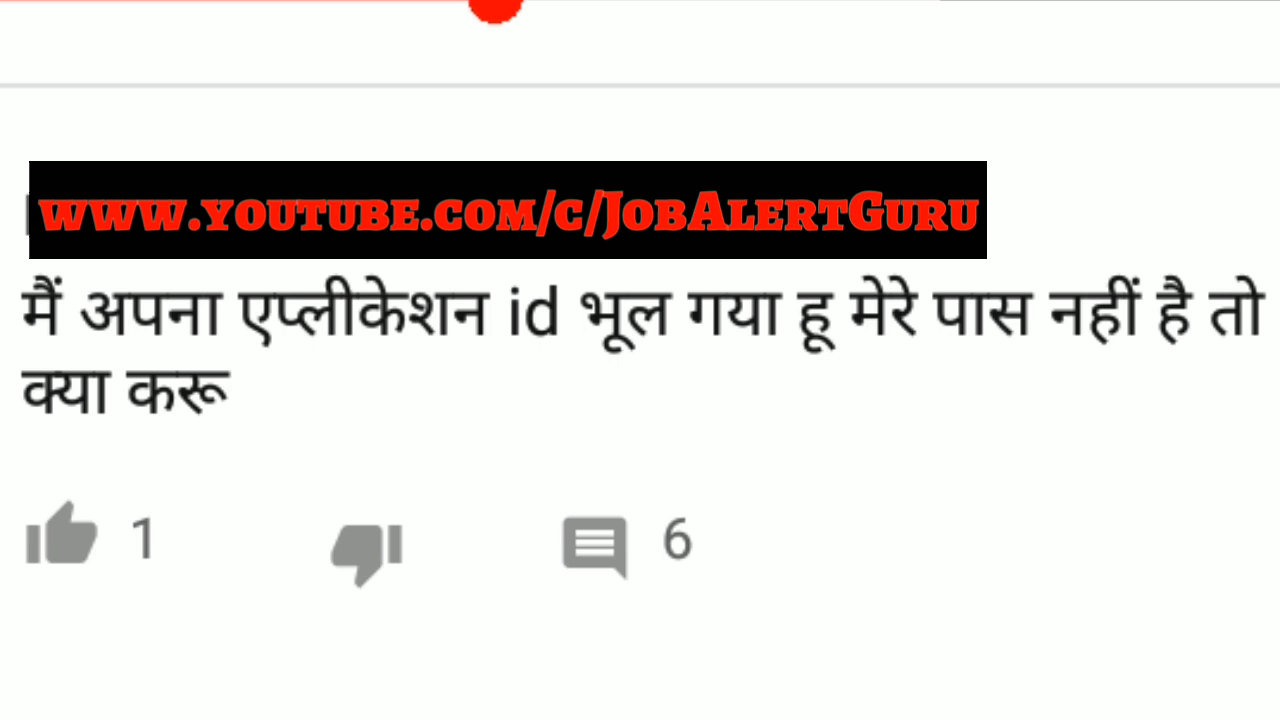 www.youtube.com/c/JobAlertGuru
मैं अपना एप्लीकेशन id भूल गया हू मेरे पास नहीं है तो
क्या करू
1
6